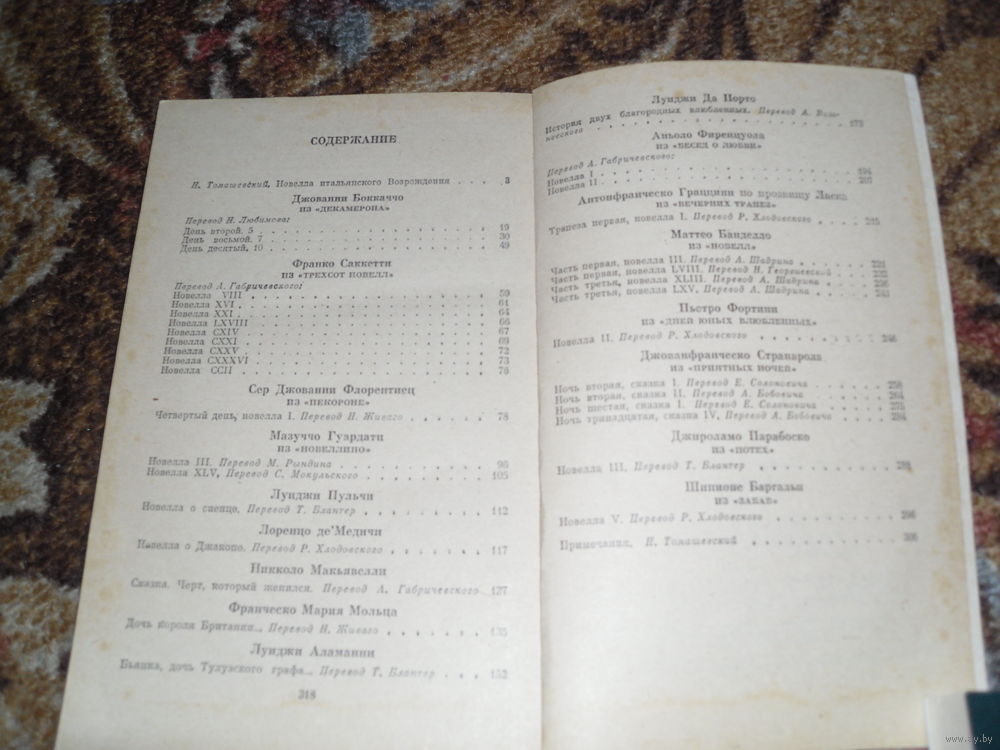 СОДЕРЖАНИЕ
Н. Томашевский, Новелла итальянского Возрождения . . . 3
Джованни Боккаччо
ИЗ «ДЕКАМЕРОНА»
Перевод Н. Любимова:
День второй, 5 . . . 19
День восьмой, 7 . . . 30
День десятый, 10 . . . 49
Франко Саккетти
ИЗ «ТРЕХСОТ НОВЕЛЛ»
Перевод А. Габричевского:
Новелла VIII . . . 59
Новелла XVI . . . 61
Новелла XXI . . . 64
Новелла LXVIII . . . 66
Новелла CXIV . . . 67
Новелла CXXI . . . 69
Новелла CXXV . . . 72
Новелла CXXXVI . . . 73
Новелла CCII . . . 76
Сер Джованни Флорентиец
ИЗ «ПЕКОРОНЕ»
Четвертый день, новелла I. Перевод Н. Живаго . . . 78
Мазуччо Гуардати
ИЗ «НОВЕЛЛИНО»
Новелла III. Перевод М. Рындина . . . 96
Новелла XLV, Перевод С. Мокульского . . . 105
Луиджи Пульчи
Новелла о сиенце, Перевод Т. Блантер . . . 112
Лоренцо де'Медичи
Новелла о Джакопо. Перевод Р. Хлодовского . . . 117
Никколо Макьявелли
Сказка. Черт, который женился. Перевод А. Габричевского 127
Франческо Мария Мольца
Дочь короля Британии... Перевод Н. Живаго . . . 135
Луиджи Аламанни
Бьянка, дочь Тулузского графа... Перевод Т. Блантер . . . 152
318
Луиджи Да Порто
История двух благородных влюбленных. Перевод А.
173
Аньоло Фиренцуола
ИЗ «БЕСЕД О ЛЮБВИ»
Перевод А. Габричевского:
Новелла I . . . 194
Новелла II . . .
Антонфранческо Граццини по прозвищу Ласка
ИЗ «ВЕЧЕРНИХ ТРАПЕЗ»
Трапеза первая, новелла I. Перевод Р. Хлодовского . . . 215
Маттео Банделло
ИЗ «НОВЕЛЛ»
Часть первая, новелла III. Перевод А. Шадрина . . . 221
Часть первая, новелла LVIII. Перевод Н. Георгиевской . . .
Часть третья, новелла XLIII. Перевод А. Шадрина . . .
Часть третья, новелла LXV, Перевод А. Шадрина . . .
Пьетро Фортини
ИЗ «ДНЕЙ ЮНЫХ ВЛЮБЛЕННЫХ»
Новелла II. Перевод Р. Хлодовского . . .
Джованфранческо Страпарола
ИЗ «ПРИЯТНЫХ НОЧЕЙ»
Ночь вторая, сказка I. Перевод Е. Солоновича . . . 258
Ночь вторая, сказка II. Перевод А. Бобовича . . . 264
Ночь шестая, сказка I. Перевод Е. Солоновича . . . 275
Ночь тринадцатая, сказка IV, Перевод А. Бобовича . . . 284
Джироламо Парабоско
ИЗ «ПОТЕХ»
Новелла III, Перевод Т. Блантер . . .
Шипионе Баргальи
ИЗ «ЗАБАВ»
Новелла V. Перевод Р. Хлодовского . . .
Примечания, Н. Томашевский . . . 306
www.ay.by